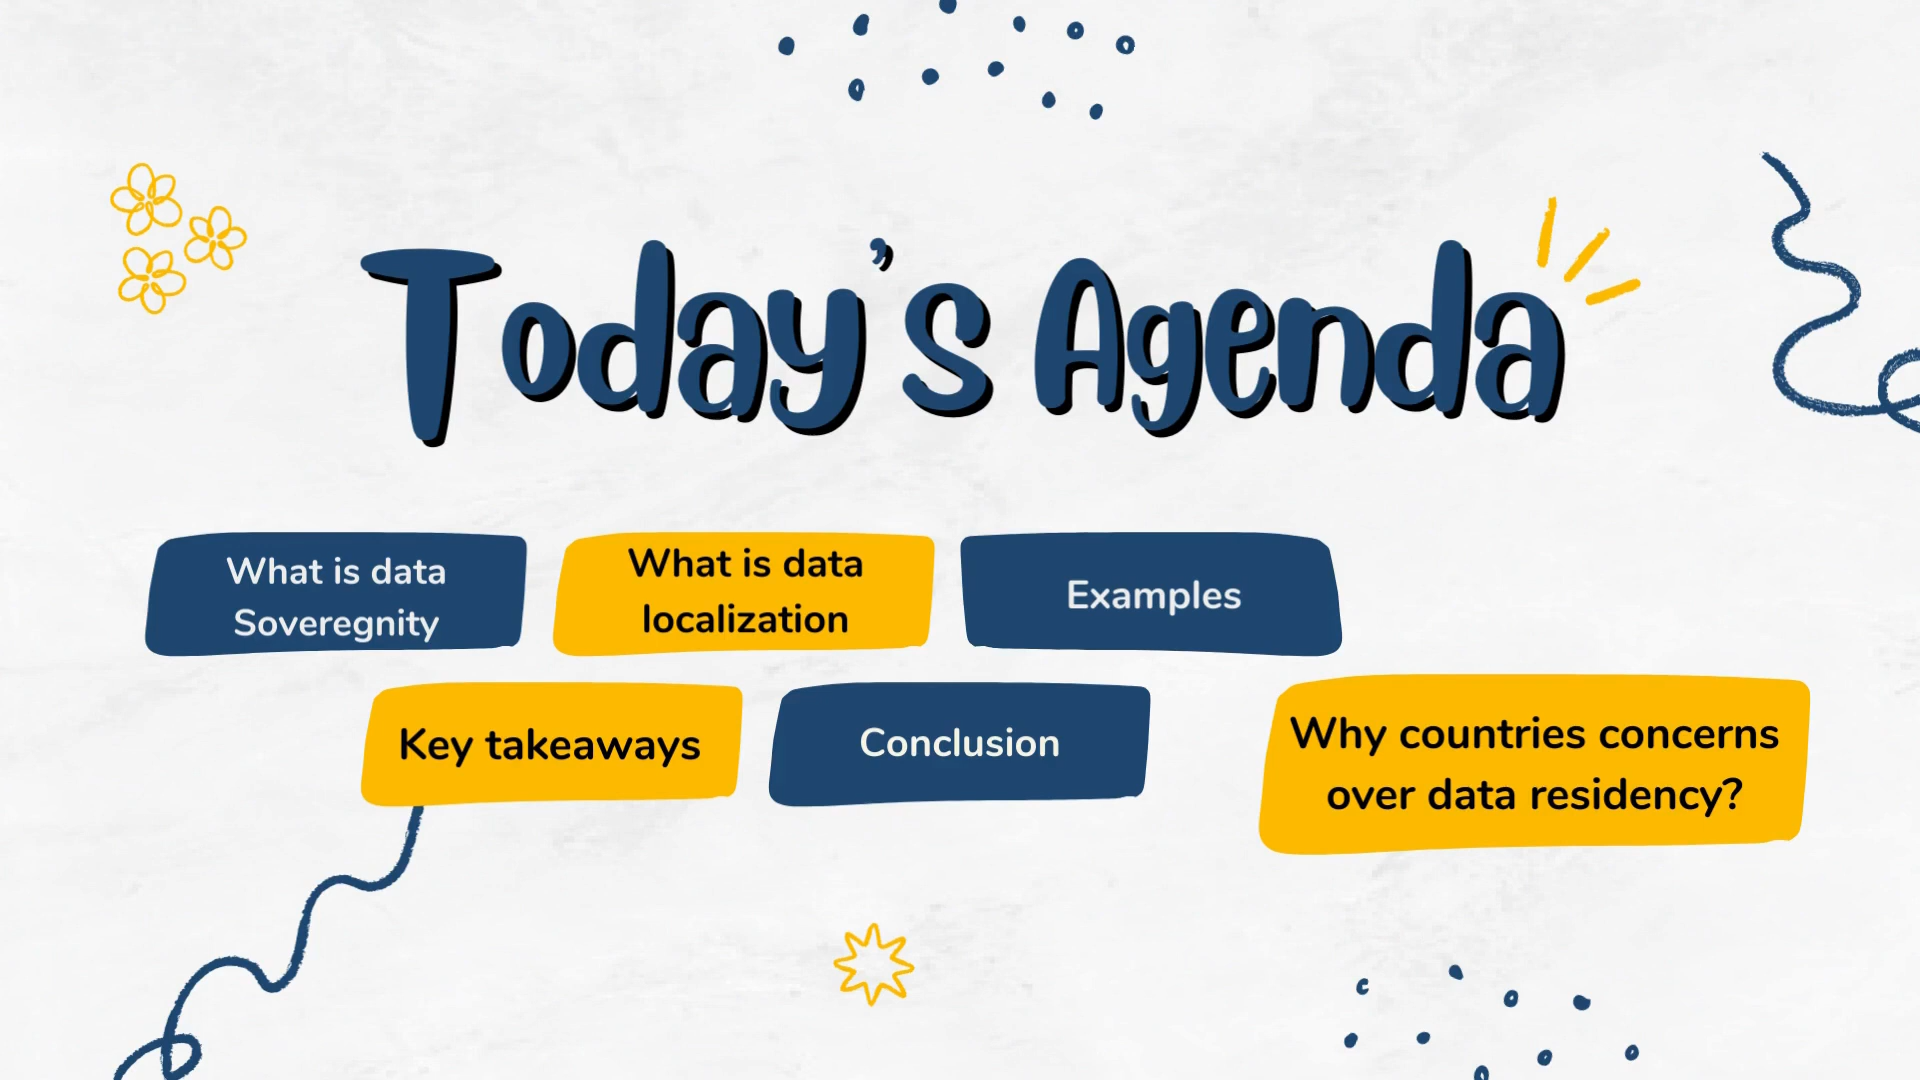 Today's Agenda
What is data
Soveregnity
What is data
localization
Examples
Key takeaways
Conclusion
Why countries concerns
over data residency?